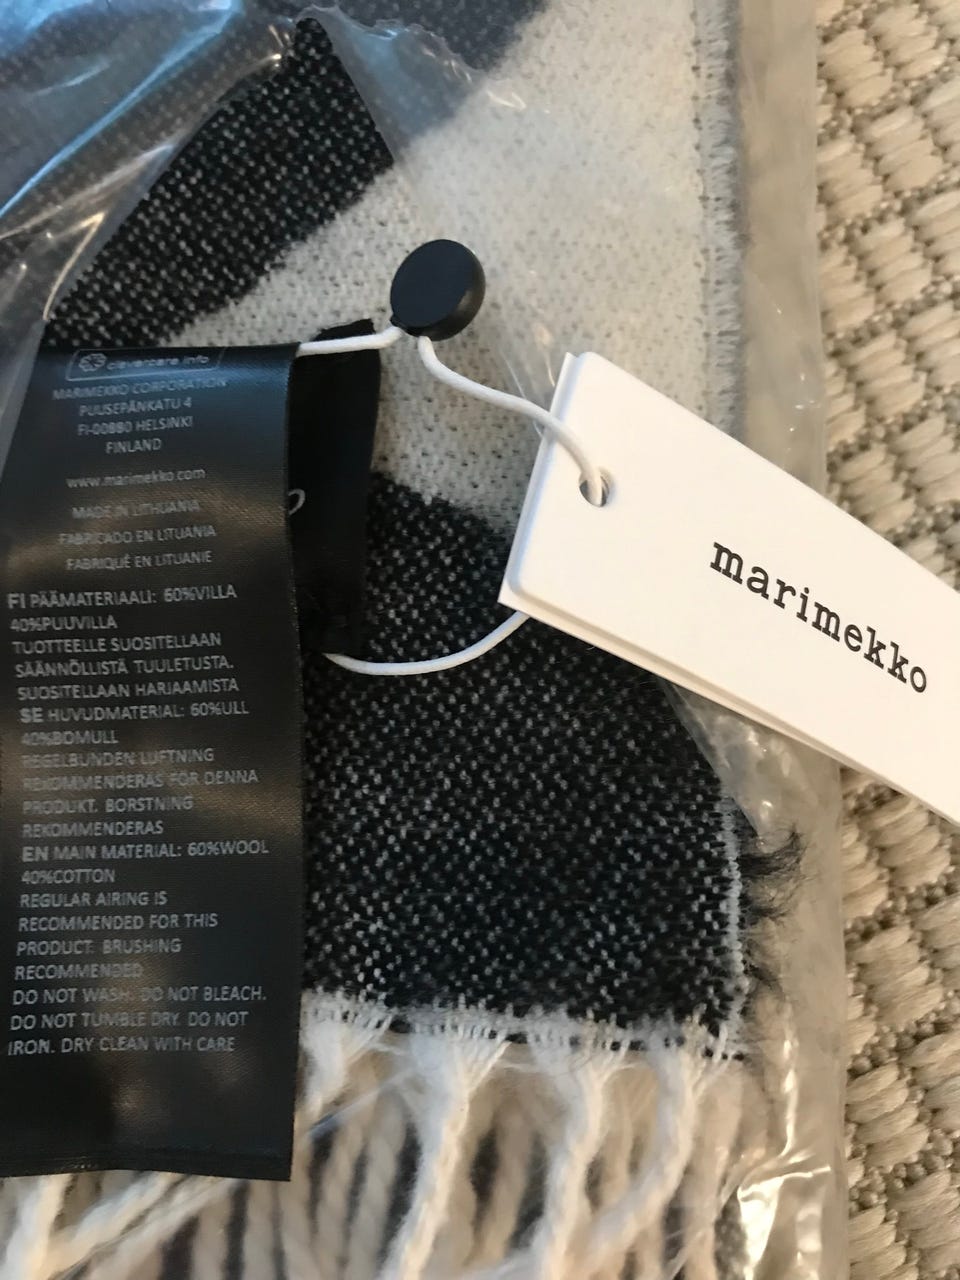 clevercare.info
MARIMEKKO CORPORATION
PUUSEPÄNKATU 4
FI-00880 HELSINKI
FINLAND
www.marimekko.com
MADE IN LITHUANIA
FABRICADO EN LITUANIA
FABRIQUÉ EN LITUANIE
FI PÄÄMATERIAALI: 60%VILLA
40%PUUVILLA
TUOTTEELLE SUOSITELLAAN
SÄÄNNÖLLISTÄ TUULETUSTA.
SUOSITELLAAN HARJAAMISTA
SE HUVUDMATERIAL: 60%ULL
40%BOMULL
REGELBUNDEN LUFTNING
REKOMMENDERAS FÖR DENNA
PRODUKT. BORSTNING
REKOMMENDERAS
EN MAIN MATERIAL: 60%WOOL
40%COTTON
REGULAR AIRING IS
RECOMMENDED FOR THIS
PRODUCT. BRUSHING
RECOMMENDED
DO NOT WASH. DO NOT BLEACH.
DO NOT TUMBLE DRY. DO NOT
IRON. DRY CLEAN WITH CARE
marimekko